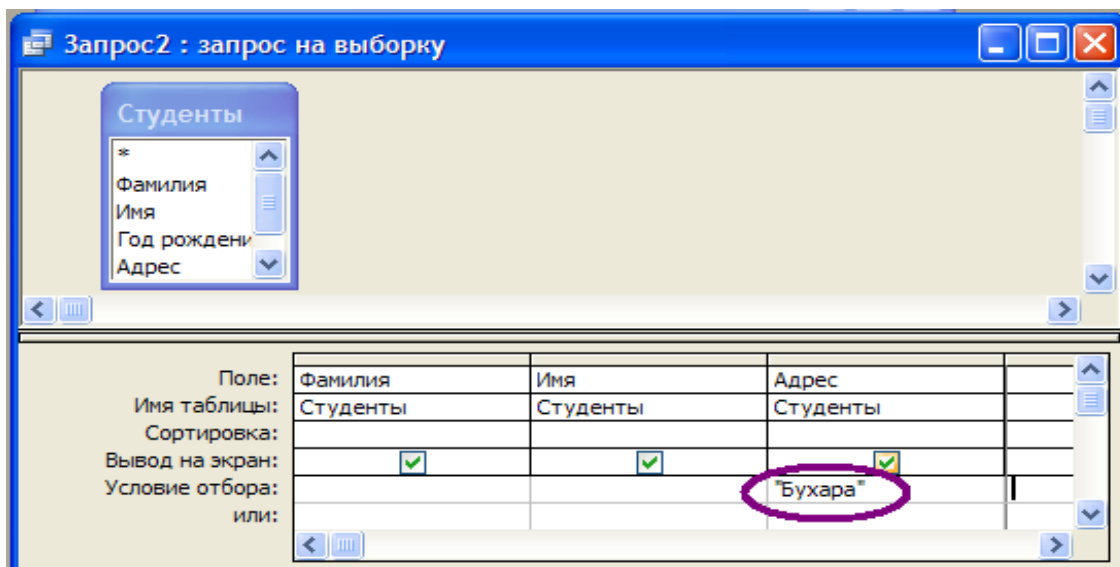 Запрос2 : запрос на выборку
Студенты
*
Фамилия
Имя
Год рождени
Адрес
Поле: Фамилия Имя Адрес
Имя таблицы: Студенты Студенты Студенты
Сортировка:
Вывод на экран:
Условие отбора: "Бухара"
или: